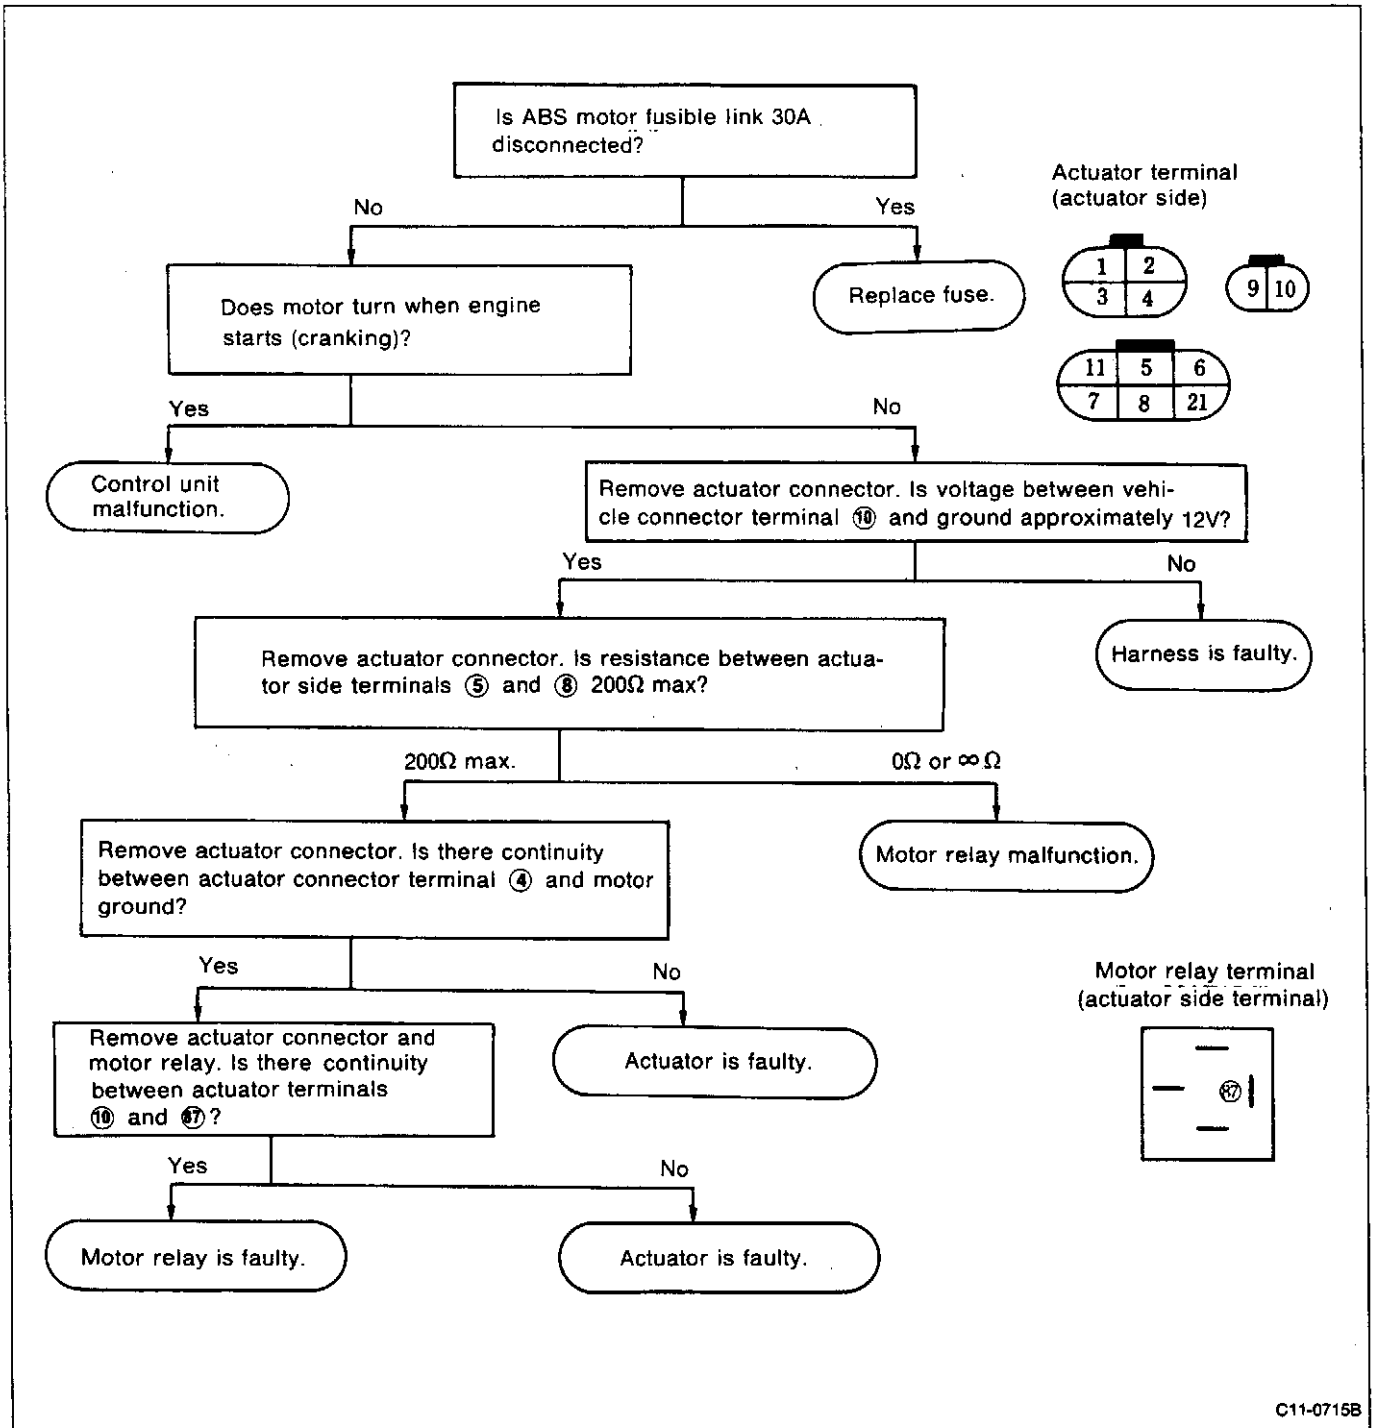 Is ABS motor fusible link 30A
disconnected?
No
Yes
Actuator terminal
(actuator side)
1 2
3 4
9 10
11 5 6
7 8 21
Does motor turn when engine
starts (cranking)?
Replace fuse.
Yes
No
Control unit
malfunction.
Remove actuator connector. Is voltage between vehi-
cle connector terminal ⑩ and ground approximately 12V?
Yes
No
Remove actuator connector. Is resistance between actua-
tor side terminals ⑤ and ⑧ 200Ω max?
Harness is faulty.
200Ω max.
0Ω or ∞ Ω
Remove actuator connector. Is there continuity
between actuator connector terminal ④ and motor
ground?
Motor relay malfunction.
Yes
No
Motor relay terminal
(actuator side terminal)
87
Remove actuator connector and
motor relay. Is there continuity
between actuator terminals
⑩ and 87 ?
Actuator is faulty.
Yes
No
Motor relay is faulty.
Actuator is faulty.
C11-0715B